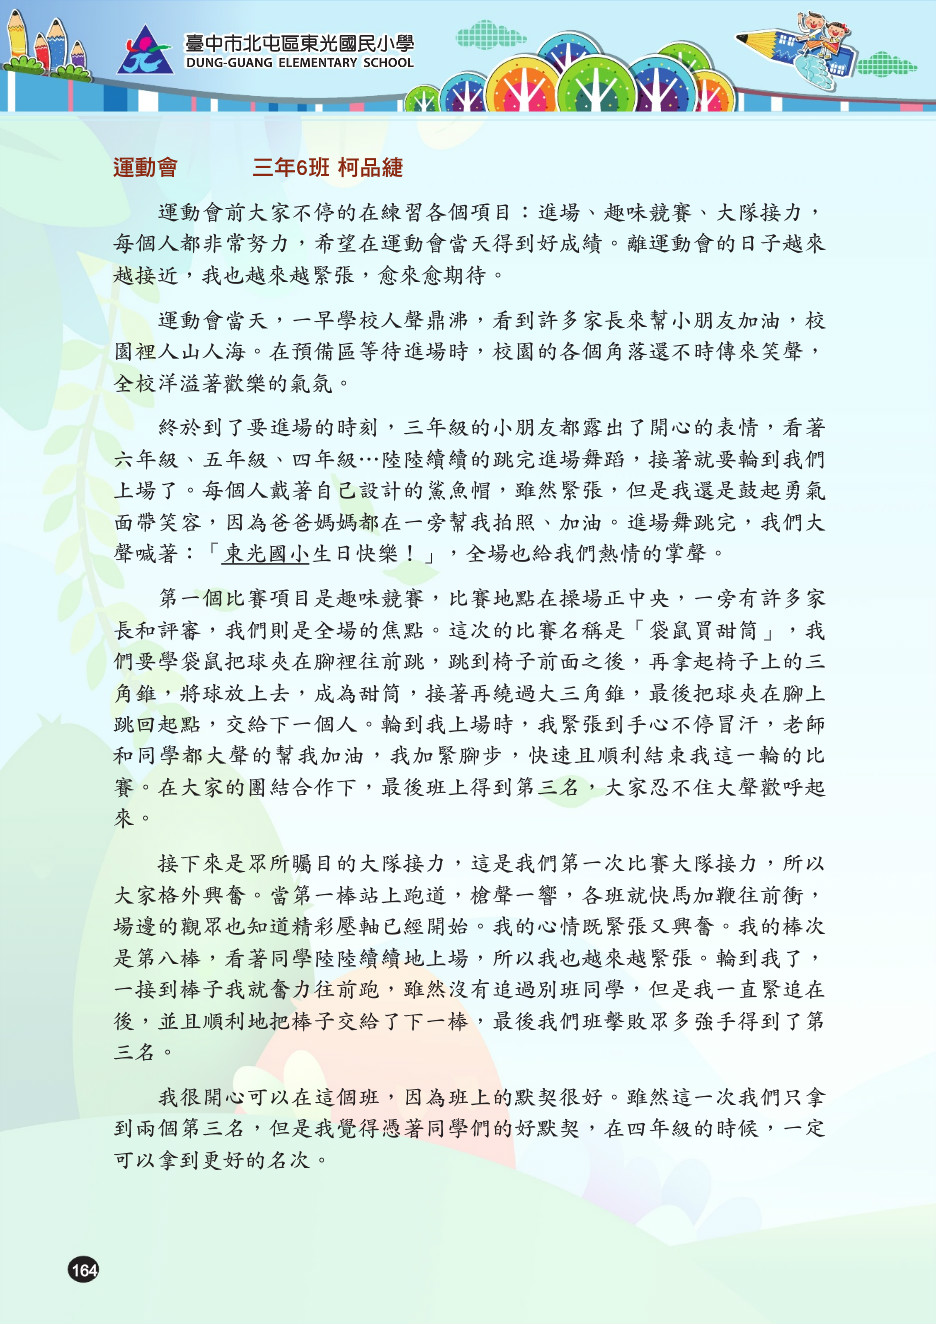 臺中市北屯區東光國民小學
DUNG-GUANG ELEMENTARY SCHOOL
運動會 三年6班 柯品緁
運動會前大家不停的在練習各個項目：進場、趣味競賽、大隊接力，
每個人都非常努力，希望在運動會當天得到好成績。離運動會的日子越來
越接近，我也越來越緊張，愈來愈期待。
運動會當天，一早學校人聲鼎沸，看到許多家長來幫小朋友加油，校
園裡人山人海。在預備區等待進場時，校園的各個角落還不時傳來笑聲，
全校洋溢著歡樂的氣氛。
終於到了要進場的時刻，三年級的小朋友都露出了開心的表情，看著
六年級、五年級、四年級…陸陸續續的跳完進場舞蹈，接著就要輪到我們
上場了。每個人戴著自己設計的鯊魚帽，雖然緊張，但是我還是鼓起勇氣
面帶笑容，因為爸爸媽媽都在一旁幫我拍照、加油。進場舞跳完，我們大
聲喊著：「東光國小生日快樂！」，全場也給我們熱情的掌聲。
第一個比賽項目是趣味競賽，比賽地點在操場正中央，一旁有許多家
長和評審，我們則是全場的焦點。這次的比賽名稱是「袋鼠買甜筒」，我
們要學袋鼠把球夾在腳裡往前跳，跳到椅子前面之後，再拿起椅子上的三
角錐，將球放上去，成為甜筒，接著再繞過大三角錐，最後把球夾在腳上
跳回起點，交給下一個人。輪到我上場時，我緊張到手心不停冒汗，老師
和同學都大聲的幫我加油，我加緊腳步，快速且順利結束我這一輪的比
賽。在大家的團結合作下，最後班上得到第三名，大家忍不住大聲歡呼起
來。
接下來是眾所矚目的大隊接力，這是我們第一次比賽大隊接力，所以
大家格外興奮。當第一棒站上跑道，槍聲一響，各班就快馬加鞭往前衝，
場邊的觀眾也知道精彩壓軸已經開始。我的心情既緊張又興奮。我的棒次
是第八棒，看著同學陸陸續續地上場，所以我也越來越緊張。輪到我了，
一接到棒子我就奮力往前跑，雖然沒有追過別班同學，但是我一直緊追在
後，並且順利地把棒子交給了下一棒，最後我們班擊敗眾多強手得到了第
三名。
我很開心可以在這個班，因為班上的默契很好。雖然這一次我們只拿
到兩個第三名，但是我覺得憑著同學們的好默契，在四年級的時候，一定
可以拿到更好的名次。
164